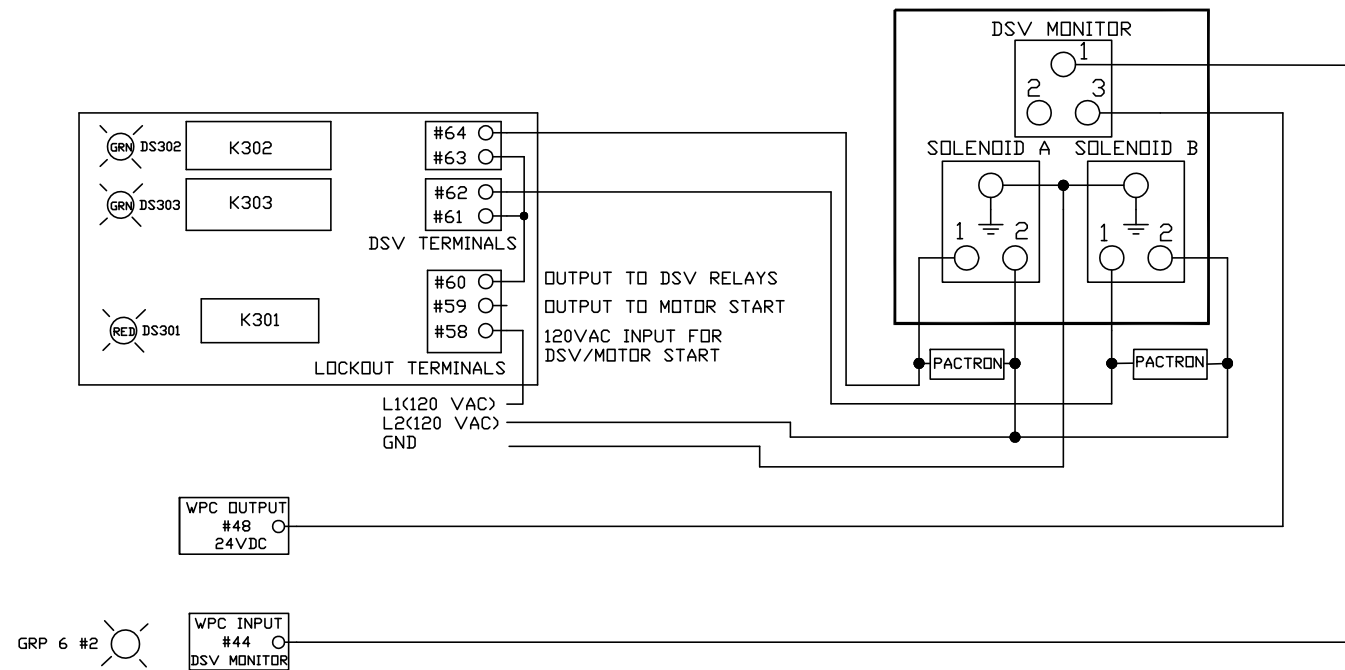 DSV MONITOR
1
2 3
SOLENOID A SOLENOID B
1 2
1 2
PACTRON
PACTRON
GRN DS302
K302
GRN DS303
K303
RED DS301
K301
#64
#63
#62
#61
DSV TERMINALS
#60 OUTPUT TO DSV RELAYS
#59 OUTPUT TO MOTOR START
#58 120VAC INPUT FOR
DSV/MOTOR START
LOCKOUT TERMINALS
L1(120 VAC)
L2(120 VAC)
GND
WPC OUTPUT
#48
24VDC
GRP 6 #2
WPC INPUT
#44
DSV MONITOR